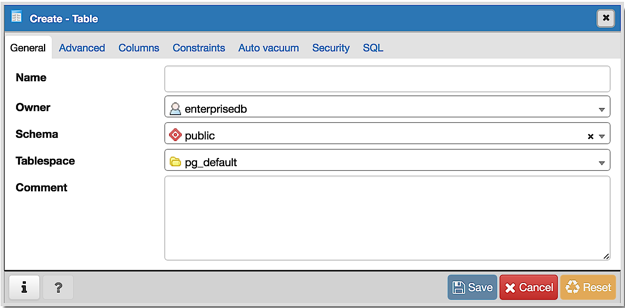 Create - Table
General Advanced Columns Constraints Auto vacuum Security SQL
Name
Owner enterprisedb
Schema public
Tablespace pg_default
Comment
i ? Save Cancel Reset